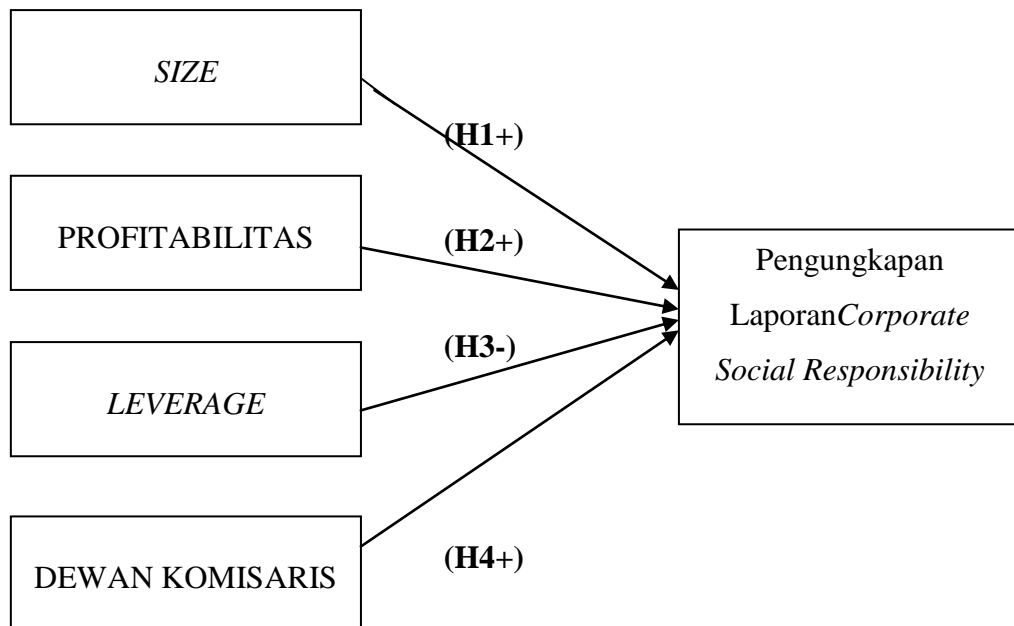 SIZE
(H1+)
PROFITABILITAS
(H2+)
Pengungkapan
LaporanCorporate
Social Responsibility
(H3-)
LEVERAGE
(H4+)
DEWAN KOMISARIS